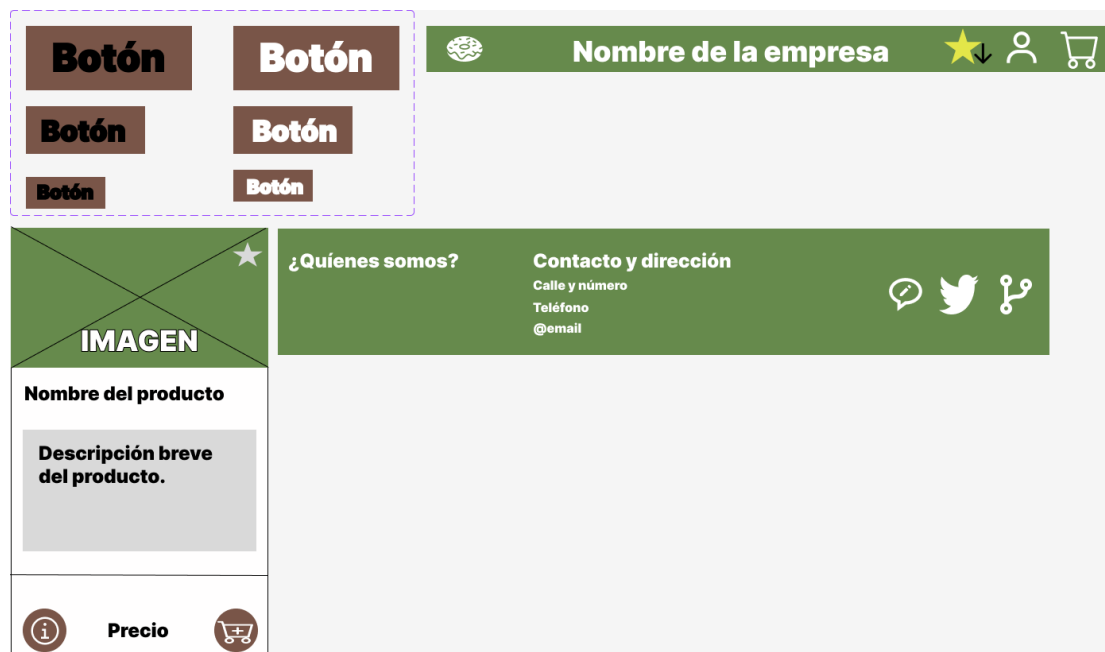 Botón
Botón
Botón
Botón
Botón
Botón
Nombre de la empresa
IMAGEN
Nombre del producto
Descripción breve
del producto.
Precio
¿Quíenes somos?
Contacto y dirección
Calle y número
Teléfono
@email